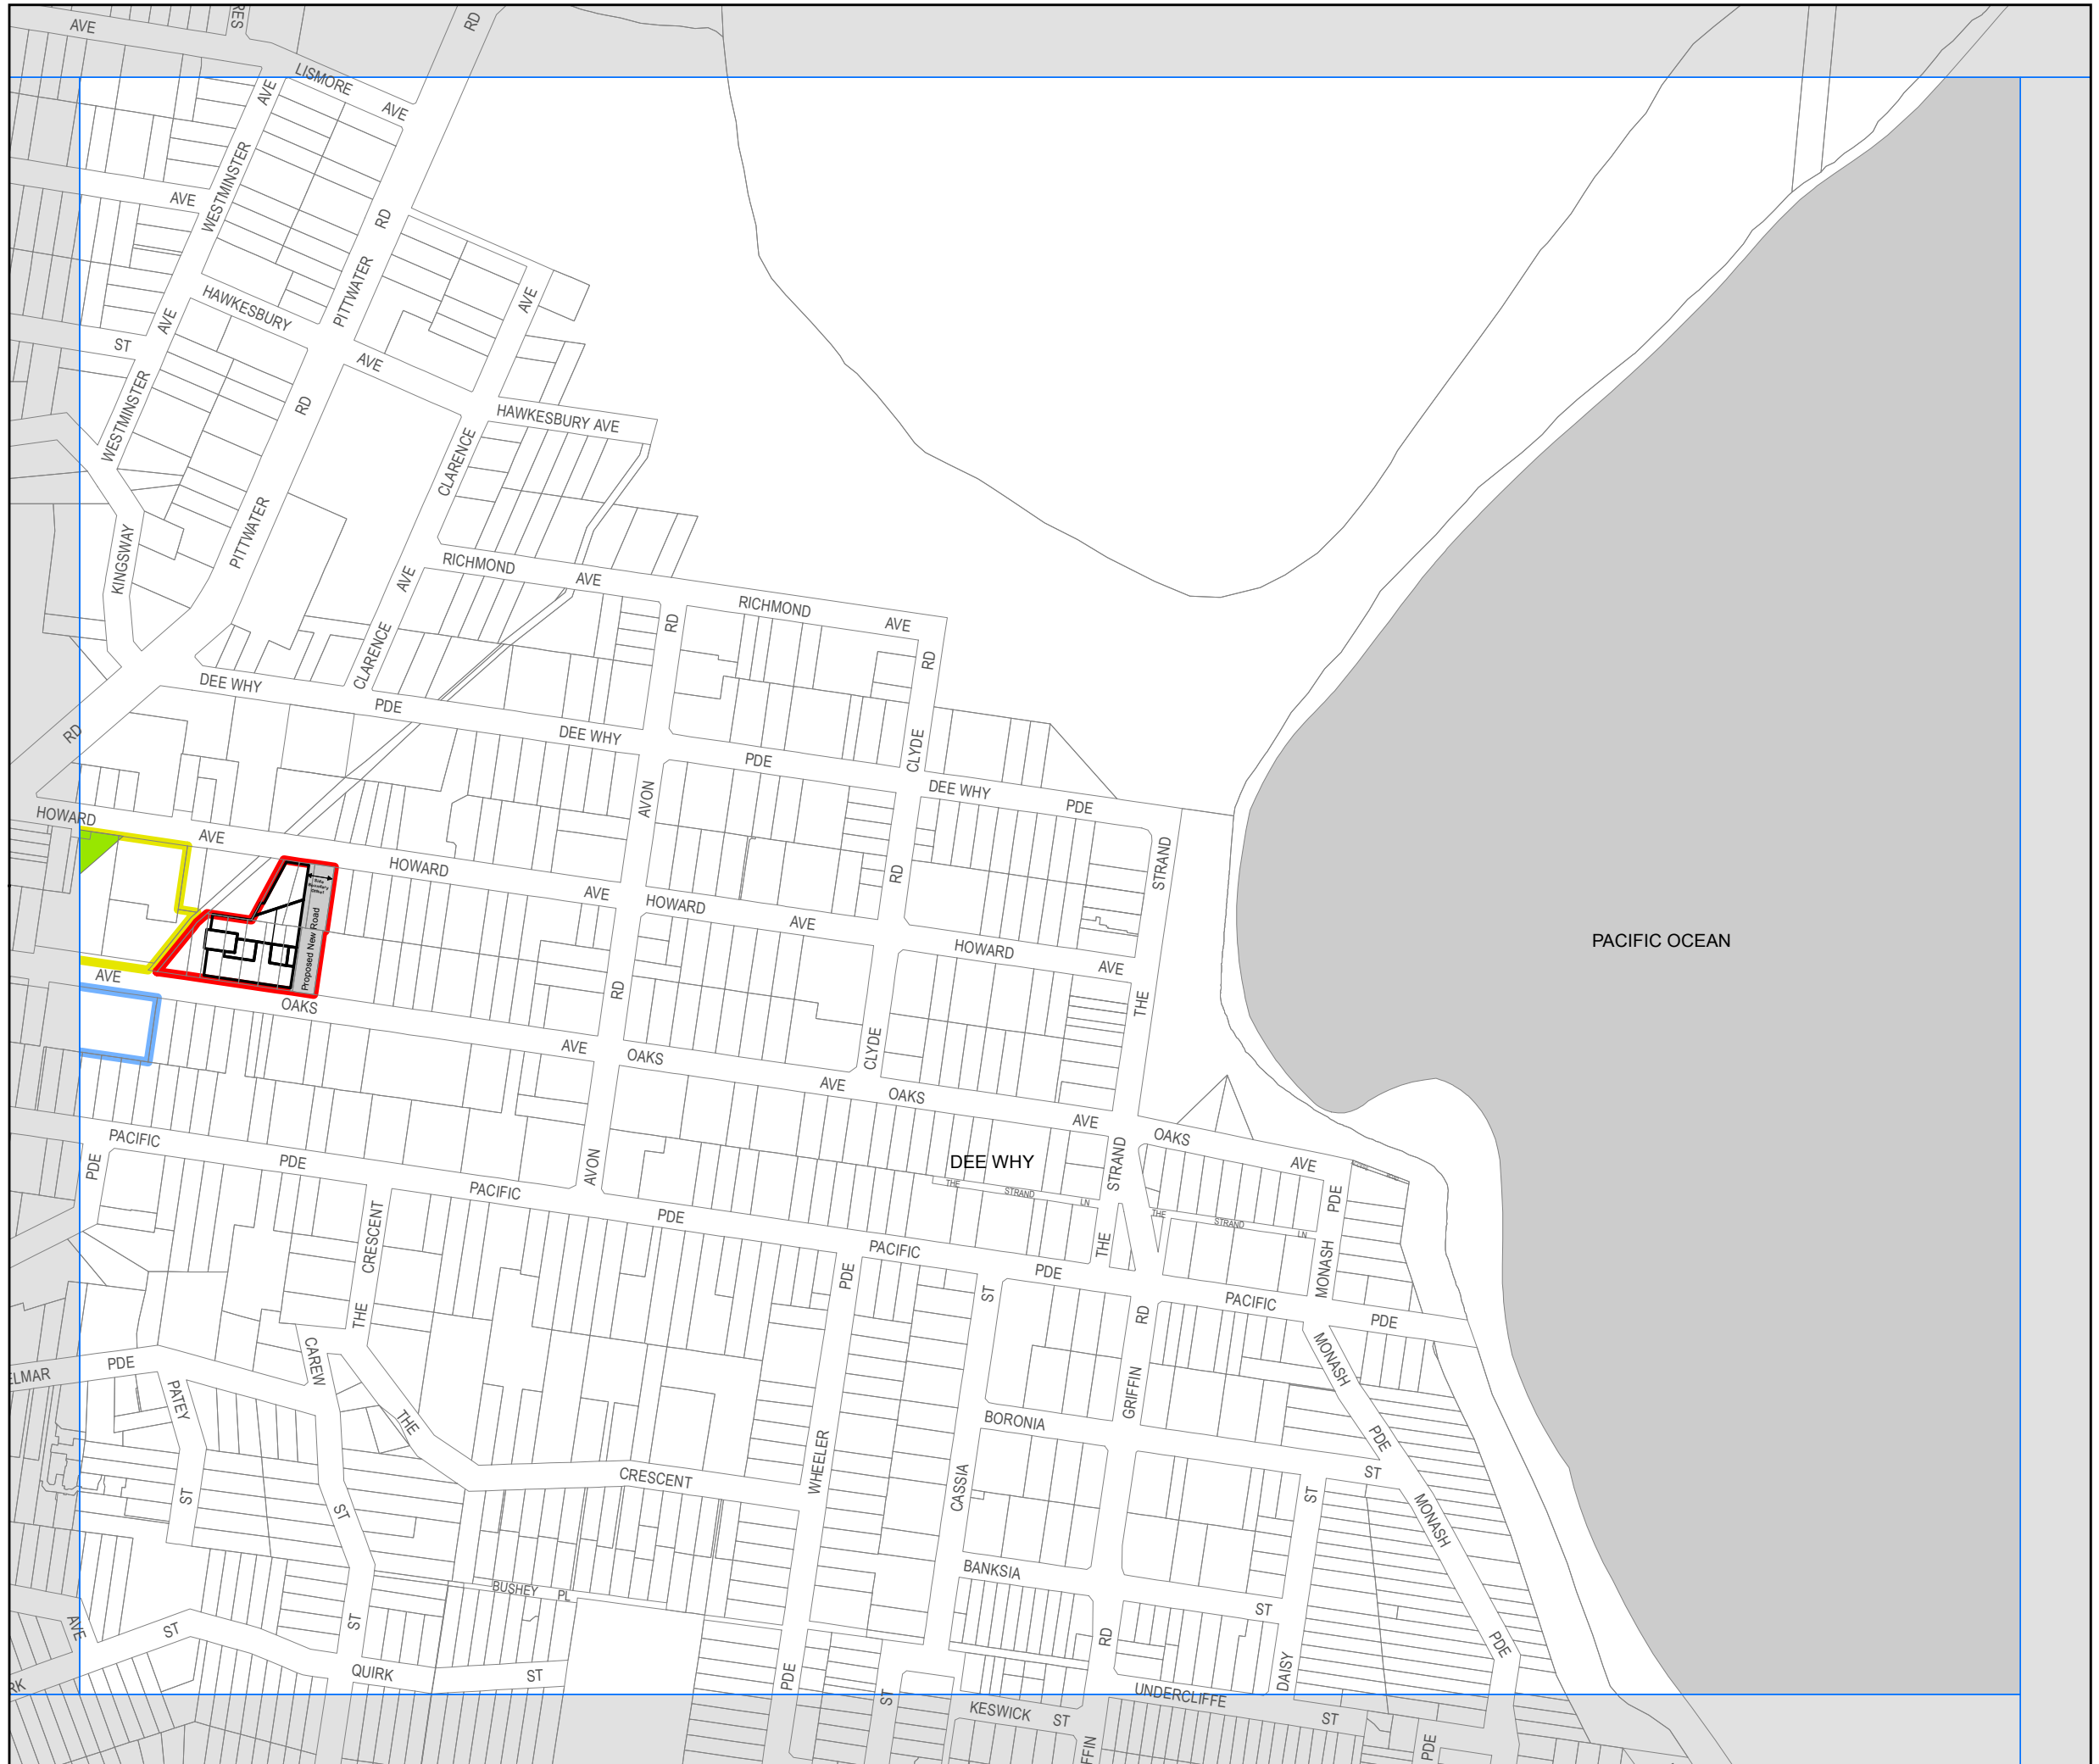 AVE
RES
RD
LISMORE
AVE
AVE
WESTMINSTER
AVE
RD
PITTWATER
HAWKESBURY
AVE
AVE
ST
AVE
WESTMINSTER
RD
HAWKESBURY AVE
CLARENCE
PITTWATER
KINGSWAY
RICHMOND
AVE
AVE
RICHMOND
AVE
RD
RD
CLARENCE
DEE WHY
PDE
DEE WHY
PDE
CLYDE
DEE WHY
PDE
RD
AVON
HOWARD
AVE
HOWARD
AVE
HOWARD
AVE
HOWARD
AVE
RD
STRAND
THE
Proposed New Road
PACIFIC OCEAN
AVE
OAKS
RD
AVE
OAKS
AVE
CLYDE
OAKS
AVE
OAKS
AVE
DEE WHY
STRAND
THE
STRAND
LN
THE
STRAND
LN
THE
PACIFIC
PDE
PDE
AVON
PACIFIC
PDE
PACIFIC
PDE
PACIFIC
PDE
PDE
MONASH
CRESCENT
THE
PDE
ST
RD
ELMAR
PDE
CAREW
PATEY
THE
CRESCENT
WHEELER
CASSIA
GRIFFIN
BORONIA
ST
MONASH
PDE
MONASH
PDE
ST
ST
ST
BANKSIA
ST
BUSHEY
PL
ST
AVE
ST
RK
QUIRK
ST
PDE
ST
RD
DAISY
UNDERCLIFFE
ST
KESWICK
ST
FFIN
PDE